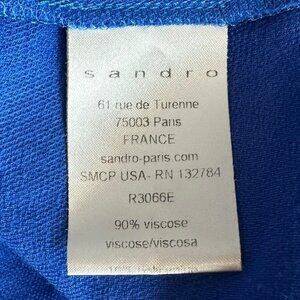 sandro
61 rue de Turenne
75003 Paris
FRANCE
sandro-paris.com
SMCP USA- RN 132784
R3066E
90% viscose
viscose/viscosa